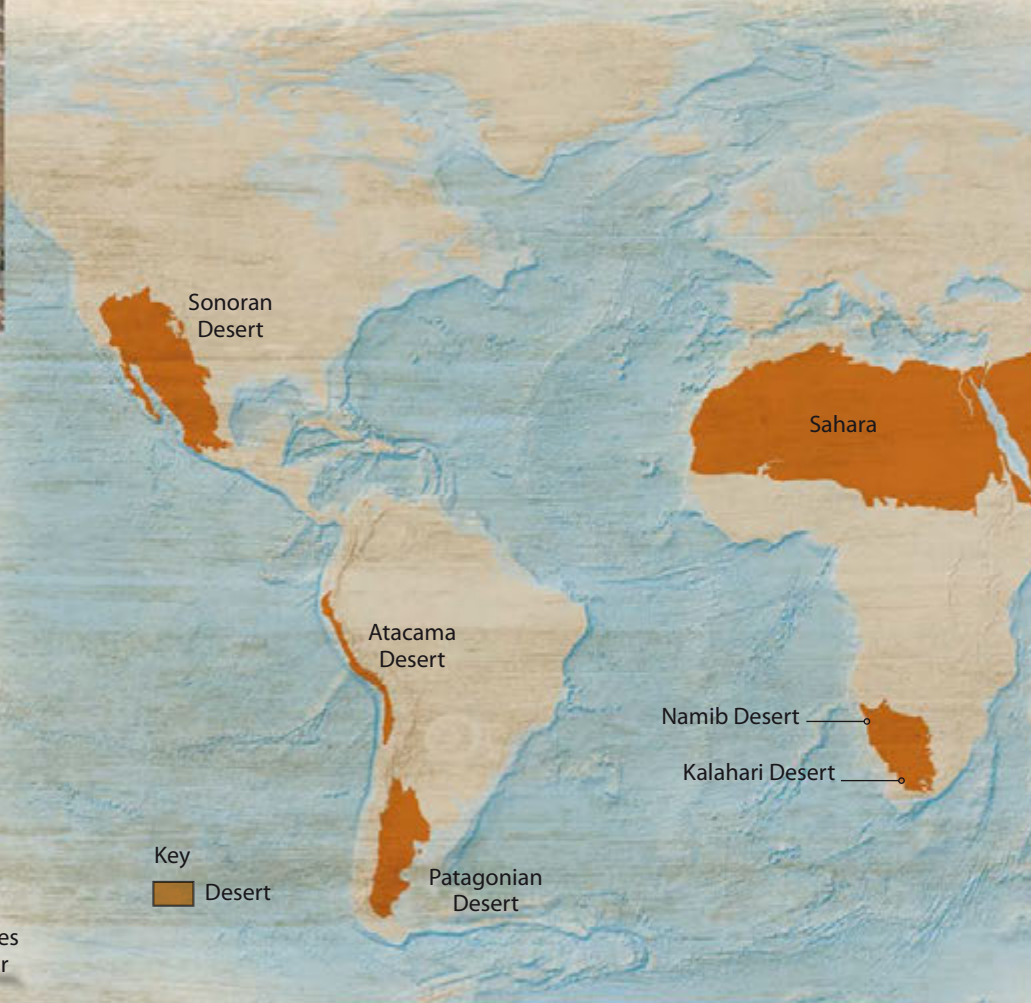 Sonoran
Desert
Sahara
Atacama
Desert
Namib Desert
Kalahari Desert
Key
Desert
Patagonian
Desert
es
r